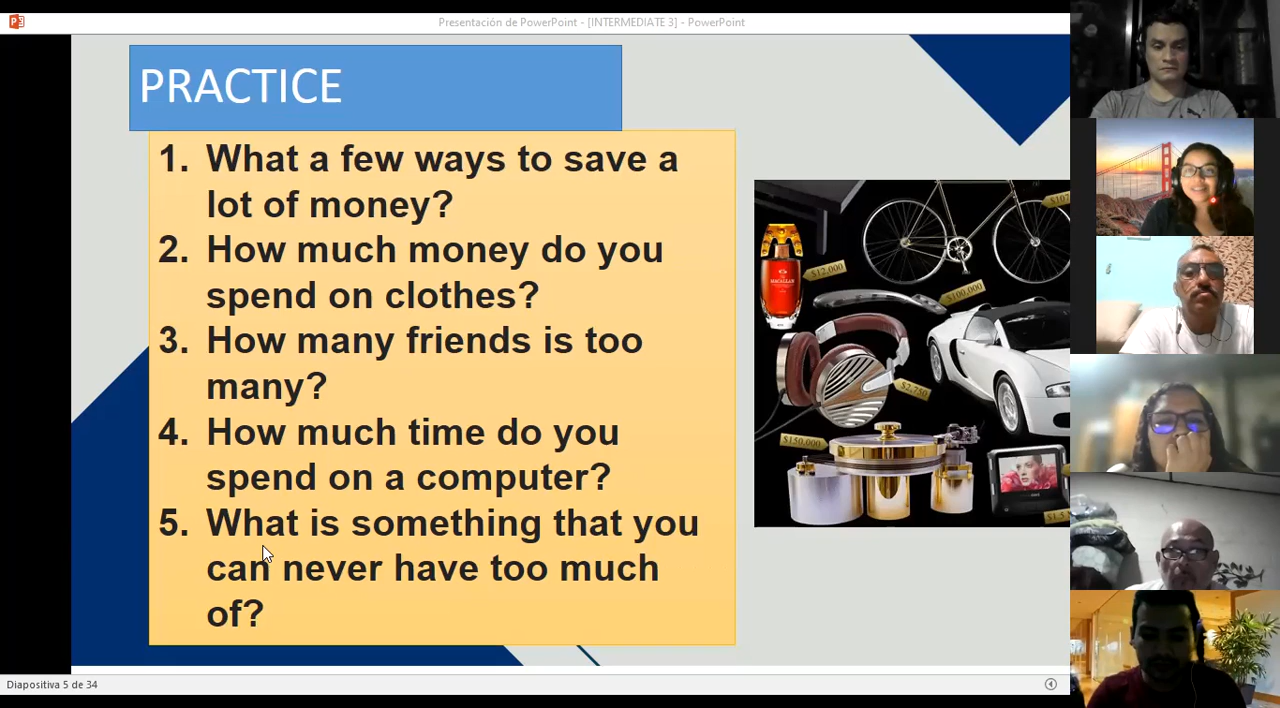 Presentación de PowerPoint - [INTERMEDIATE 3] - PowerPoint
PRACTICE
1. What a few ways to save a
lot of money?
2. How much money do you
spend on clothes?
3. How many friends is too
many?
4. How much time do you
spend on a computer?
5. What is something that you
can never have too much
of?
$12,000
MACALLAN
$100,000
$2,750
$150,000
Diapositiva 5 de 34